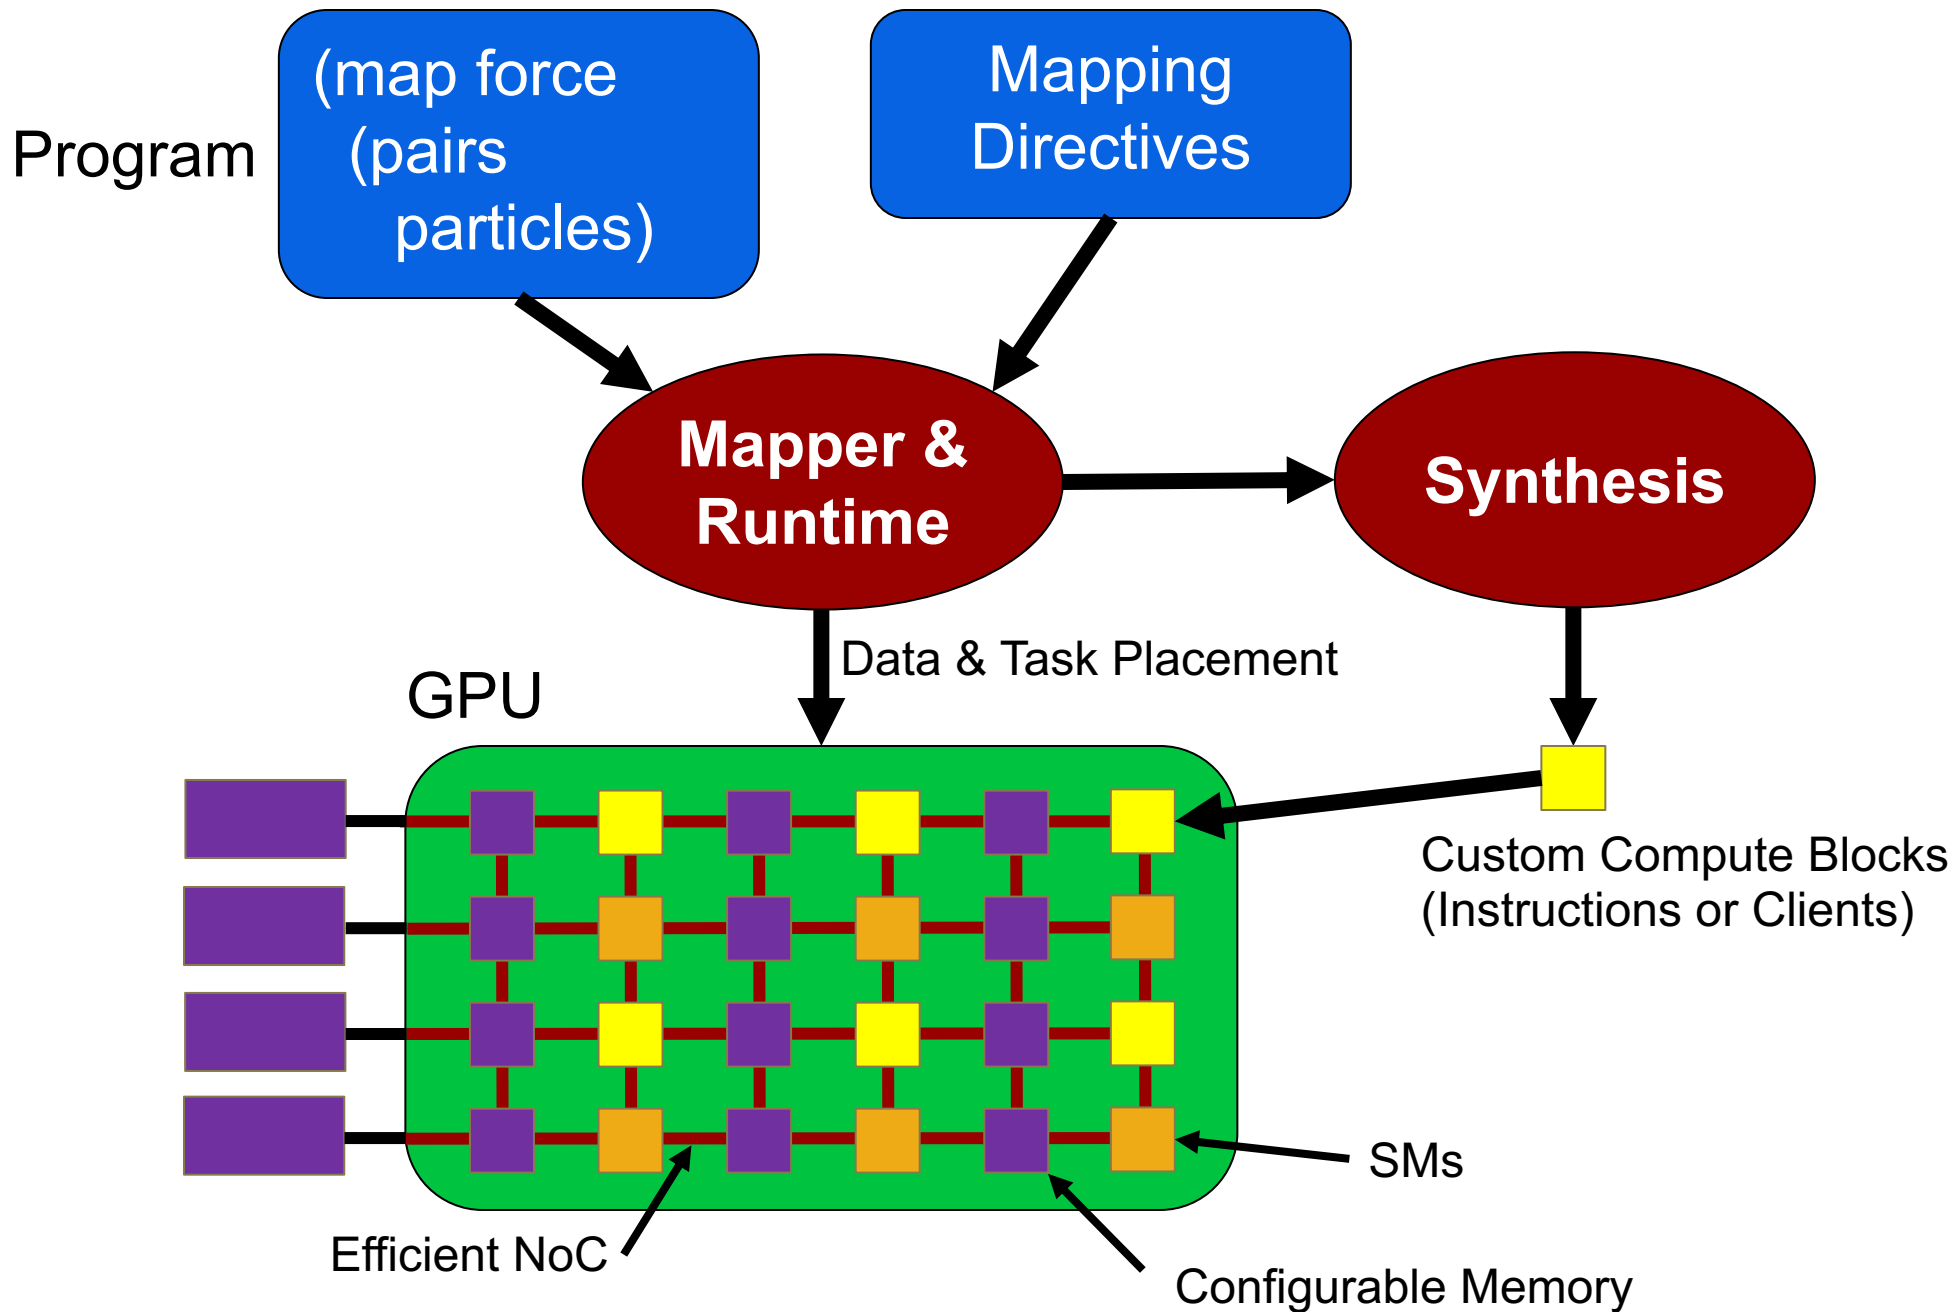 Program
(map force
(pairs
particles)
Mapping
Directives
Mapper &
Runtime
Synthesis
Data & Task Placement
GPU
Custom Compute Blocks
(Instructions or Clients)
SMs
Efficient NoC
Configurable Memory